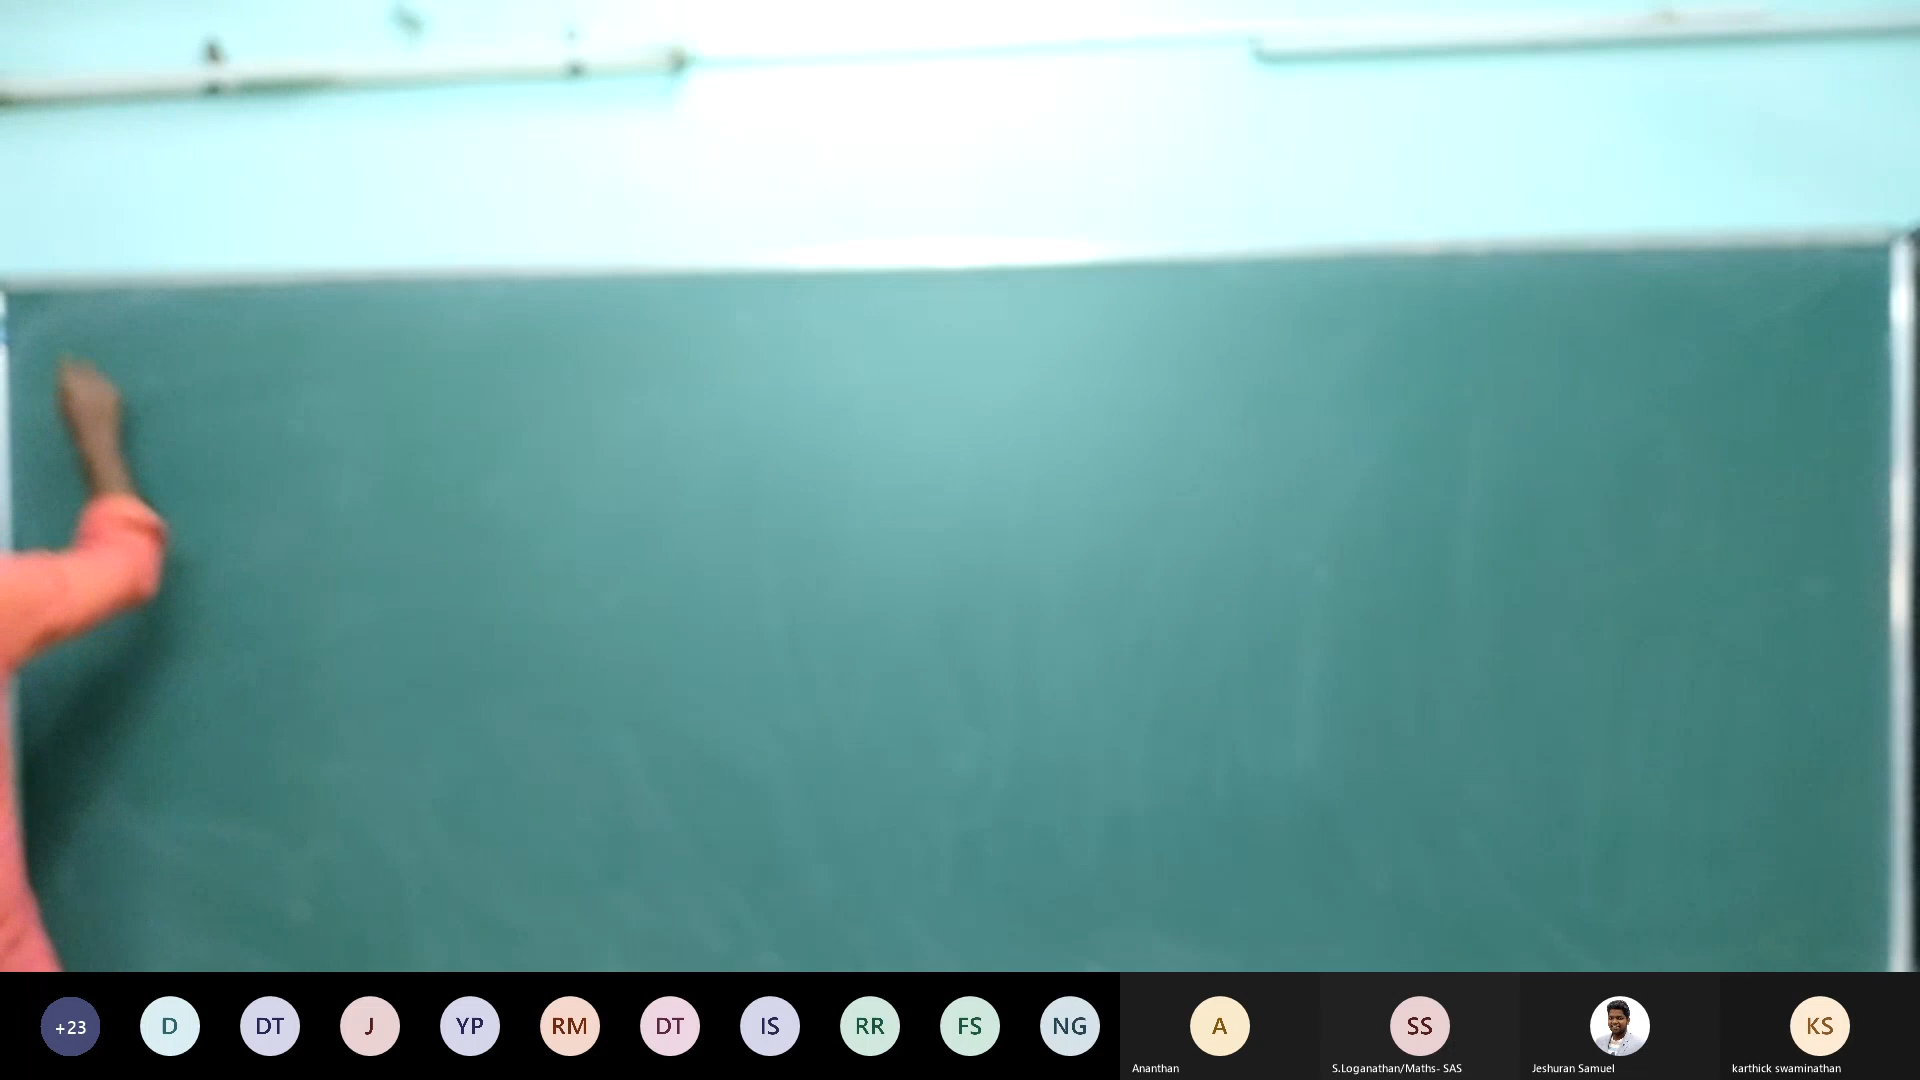 +23 D DT J YP RM DT IS RR FS NG A SS KS
Ananthan S.Loganathan/Maths- SAS Jeshuran Samuel karthick swaminathan